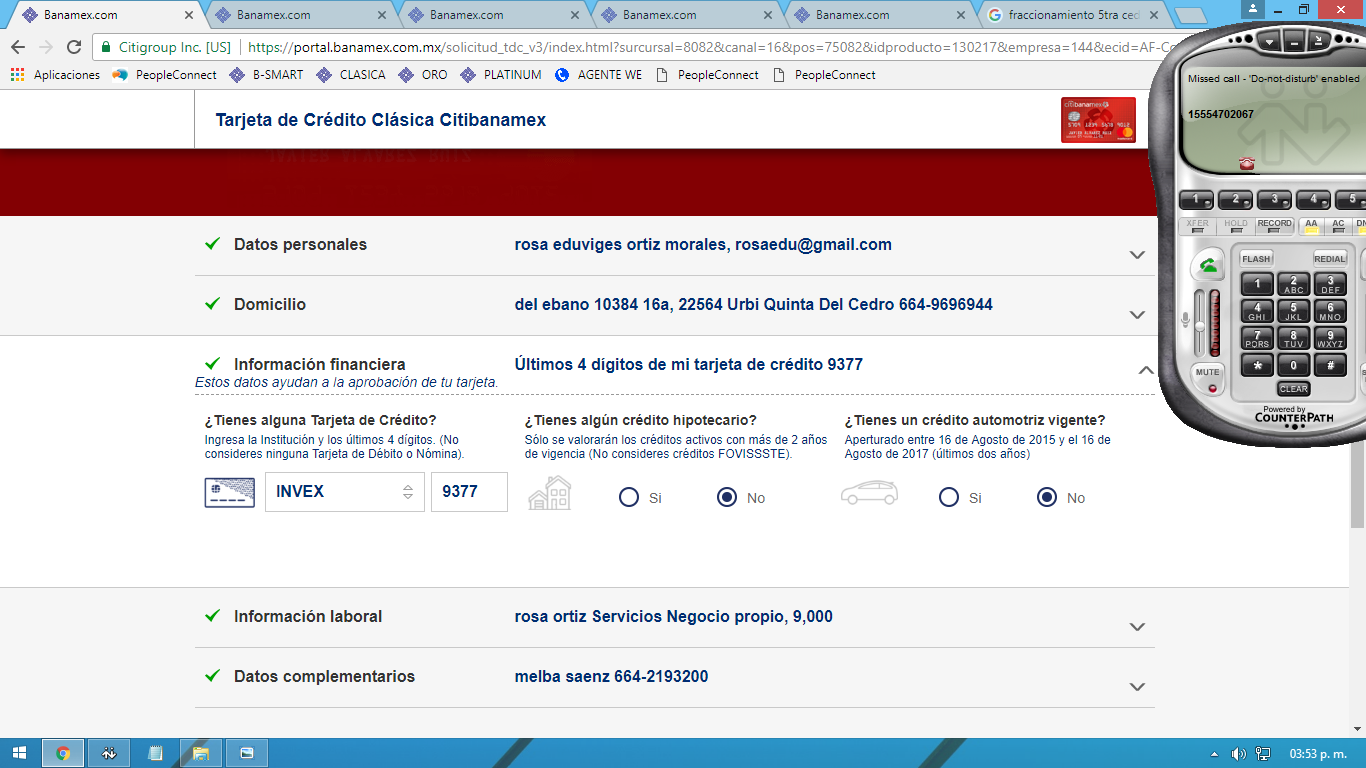 Banamex.com
Banamex.com
Banamex.com
Banamex.com
Banamex.com
fraccionamiento 5tra ced
Citigroup Inc. [US]
https://portal.banamex.com.mx/solicitud_tdc_v3/index.html?surcursal=8082&canal=16&pos=75082&idproducto=130217&empresa=144&ecid=AF-Co
Aplicaciones
PeopleConnect
B-SMART
CLASICA
ORO
PLATINUM
AGENTE WE
PeopleConnect
PeopleConnect
Missed call - 'Do-not-disturb' enabled
15554702067
Tarjeta de Crédito Clásica Citibanamex
citibanamex
1 2 3 4 5
XFER HOLD RECORD AA AC DN
FLASH REDIAL
1 2 ABC 3 DEF
4 GHI 5 JKL 6 MNO
7 PQRS 8 TUV 9 WXYZ
* 0 #
MUTE
CLEAR
Powered by
COUNTERPATH
Datos personales
rosa eduviges ortiz morales, rosaedu@gmail.com
Domicilio
del ebano 10384 16a, 22564 Urbi Quinta Del Cedro 664-9696944
Información financiera
Últimos 4 dígitos de mi tarjeta de crédito 9377
Estos datos ayudan a la aprobación de tu tarjeta.
¿Tienes alguna Tarjeta de Crédito?
Ingresa la Institución y los últimos 4 dígitos. (No
consideres ninguna Tarjeta de Débito o Nómina).
INVEX
9377
¿Tienes algún crédito hipotecario?
Sólo se valorarán los créditos activos con más de 2 años
de vigencia (No consideres créditos FOVISSSTE).
Si
No
¿Tienes un crédito automotriz vigente?
Aperturado entre 16 de Agosto de 2015 y el 16 de
Agosto de 2017 (últimos dos años)
Si
No
Información laboral
rosa ortiz Servicios Negocio propio, 9,000
Datos complementarios
melba saenz 664-2193200
03:53 p. m.